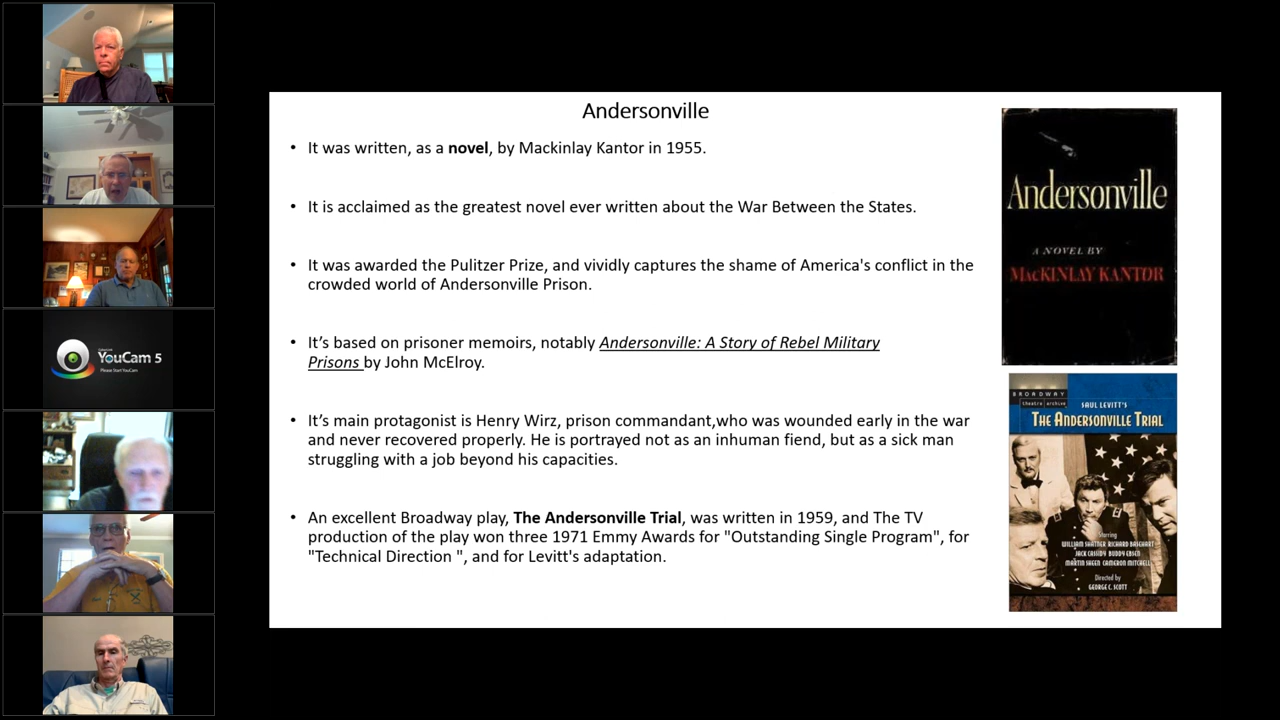 YouCam 5
Please Start YouCam
Andersonville
• It was written, as a novel, by Mackinlay Kantor in 1955.
• It is acclaimed as the greatest novel ever written about the War Between the States.
• It was awarded the Pulitzer Prize, and vividly captures the shame of America's conflict in the
crowded world of Andersonville Prison.
• It’s based on prisoner memoirs, notably Andersonville: A Story of Rebel Military
Prisons by John McElroy.
• It’s main protagonist is Henry Wirz, prison commandant,who was wounded early in the war
and never recovered properly. He is portrayed not as an inhuman fiend, but as a sick man
struggling with a job beyond his capacities.
• An excellent Broadway play, The Andersonville Trial, was written in 1959, and The TV
production of the play won three 1971 Emmy Awards for "Outstanding Single Program", for
"Technical Direction ", and for Levitt's adaptation.
Andersonville
A NOVEL BY
MACKINLAY KANTOR
BROADWAY
theatre archive
SAUL LEVITT'S
THE ANDERSONVILLE TRIAL
Starring
WILLIAM SHATNER RICHARD BASEHART
JACK CASSIDY BUDDY EBSEN
MARTIN SHEEN CAMERON MITCHELL
Directed by
GEORGE C. SCOTT